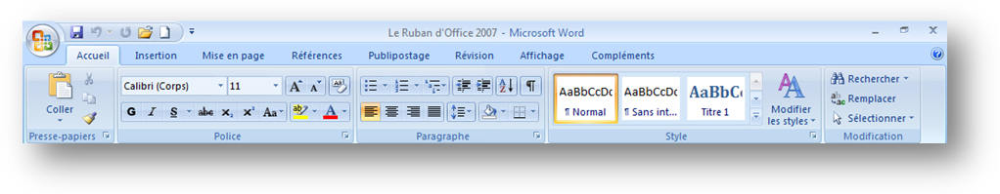 Le Ruban d'Office 2007 - Microsoft Word
Accueil Insertion Mise en page Références Publipostage Révision Affichage Compléments
Calibri (Corps) 11
G I S abc x₂ x² Aa ab A
Coller
Presse-papiers
Police
Paragraphe
AaBbCcDc AaBbCcDc AaBbCc
¶ Normal ¶ Sans int... Titre 1
Modifier
les styles
Style
Rechercher
Remplacer
Sélectionner
Modification